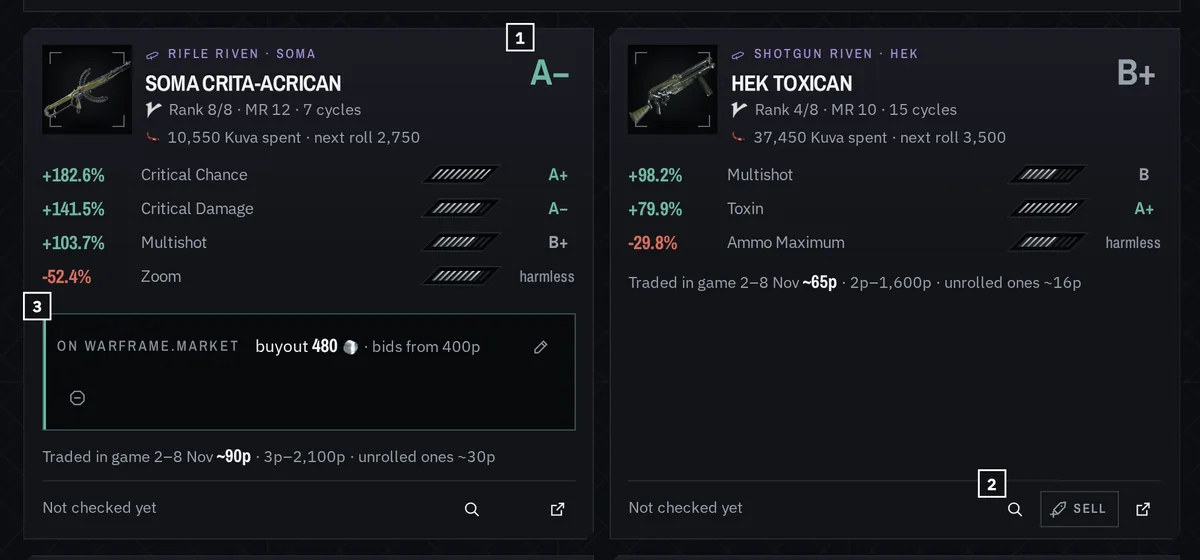 1
RIFLE RIVEN · SOMA
SOMA CRITA-ACRICAN
A–
Rank 8/8 · MR 12 · 7 cycles
10,550 Kuva spent · next roll 2,750
+182.6% Critical Chance A+
+141.5% Critical Damage A–
+103.7% Multishot B+
-52.4% Zoom harmless
3
ON WARFRAME.MARKET buyout 480 · bids from 400p
Traded in game 2–8 Nov ~90p · 3p–2,100p · unrolled ones ~30p
Not checked yet
SHOTGUN RIVEN · HEK
HEK TOXICAN
B+
Rank 4/8 · MR 10 · 15 cycles
37,450 Kuva spent · next roll 3,500
+98.2% Multishot B
+79.9% Toxin A+
-29.8% Ammo Maximum harmless
Traded in game 2–8 Nov ~65p · 2p–1,600p · unrolled ones ~16p
2
Not checked yet SELL